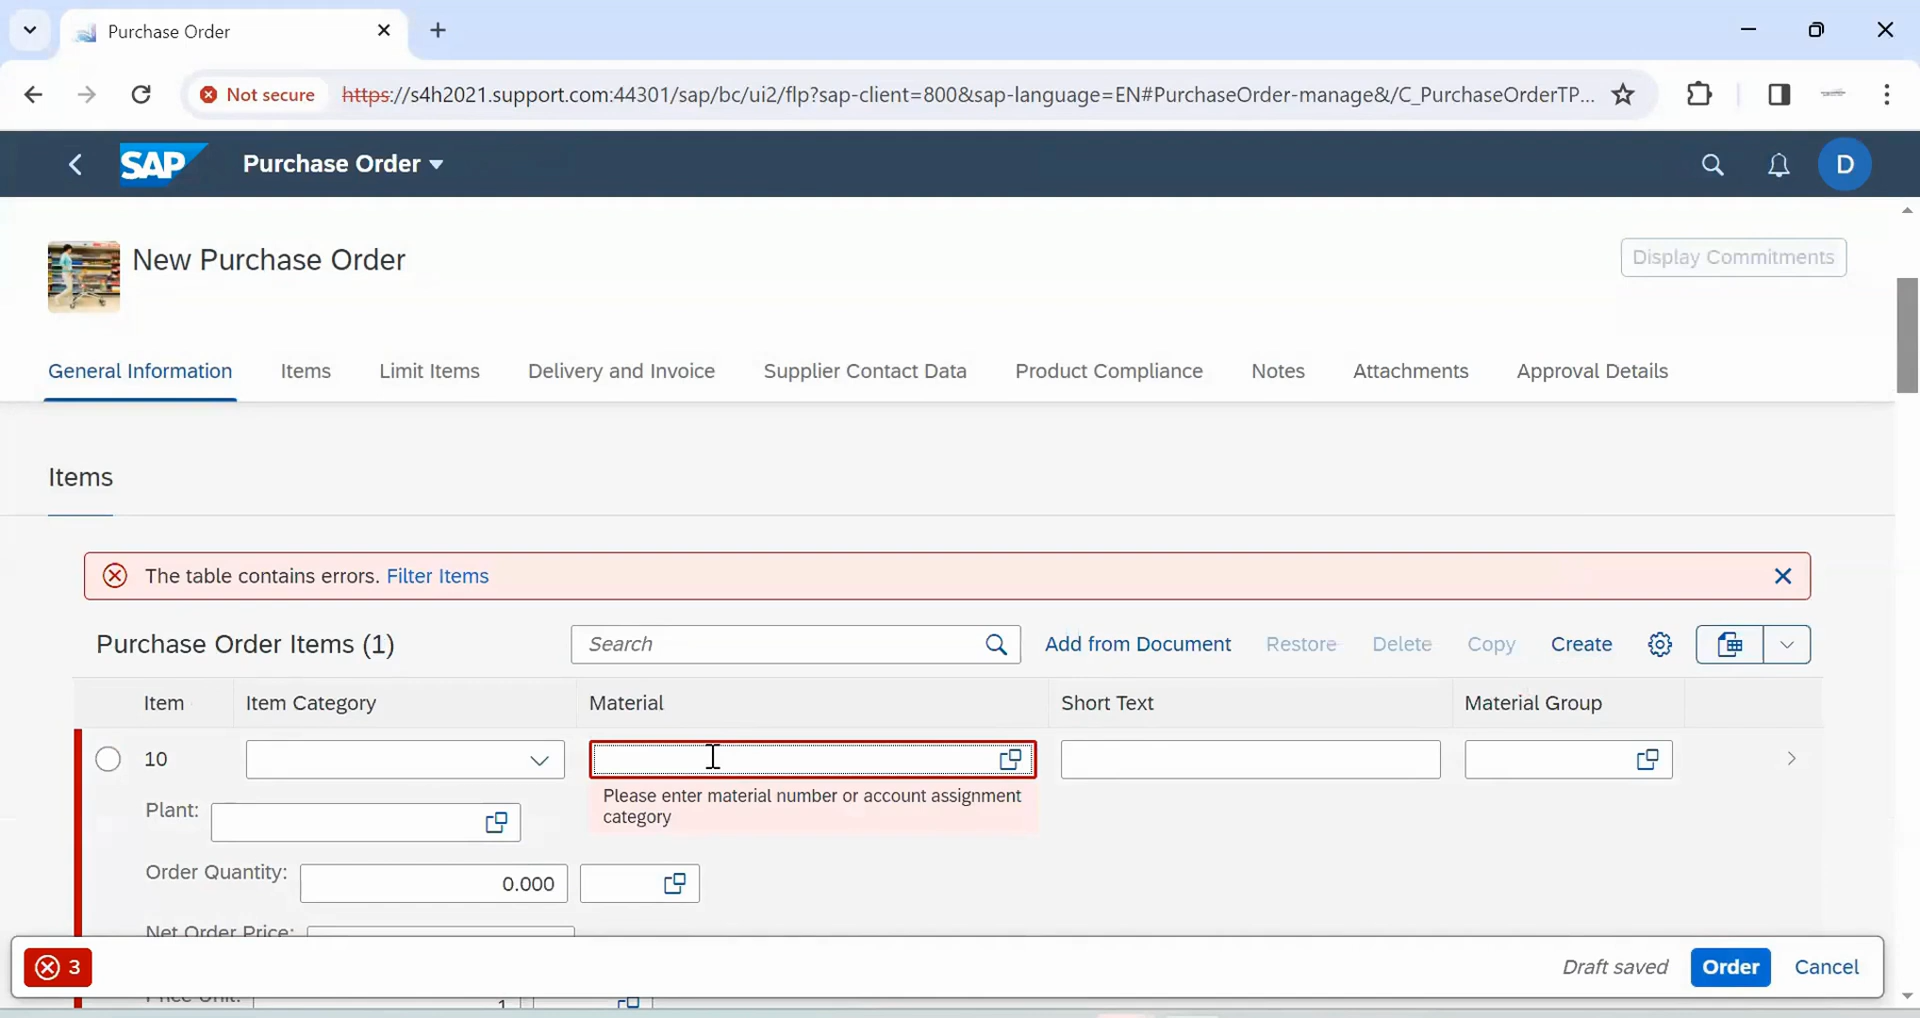 Purchase Order
Not secure https://s4h2021.support.com:44301/sap/bc/ui2/flp?sap-client=800&sap-language=EN#PurchaseOrder-manage&/C_PurchaseOrderTP...
SAP Purchase Order D
New Purchase Order Display Commitments
General Information Items Limit Items Delivery and Invoice Supplier Contact Data Product Compliance Notes Attachments Approval Details
Items
The table contains errors. Filter Items
Purchase Order Items (1) Search Add from Document Restore Delete Copy Create
Item Item Category Material Short Text Material Group
10
Please enter material number or account assignment
category
Plant:
Order Quantity: 0.000
Net Order Price:
3 Draft saved Order Cancel
Price Unit: 1